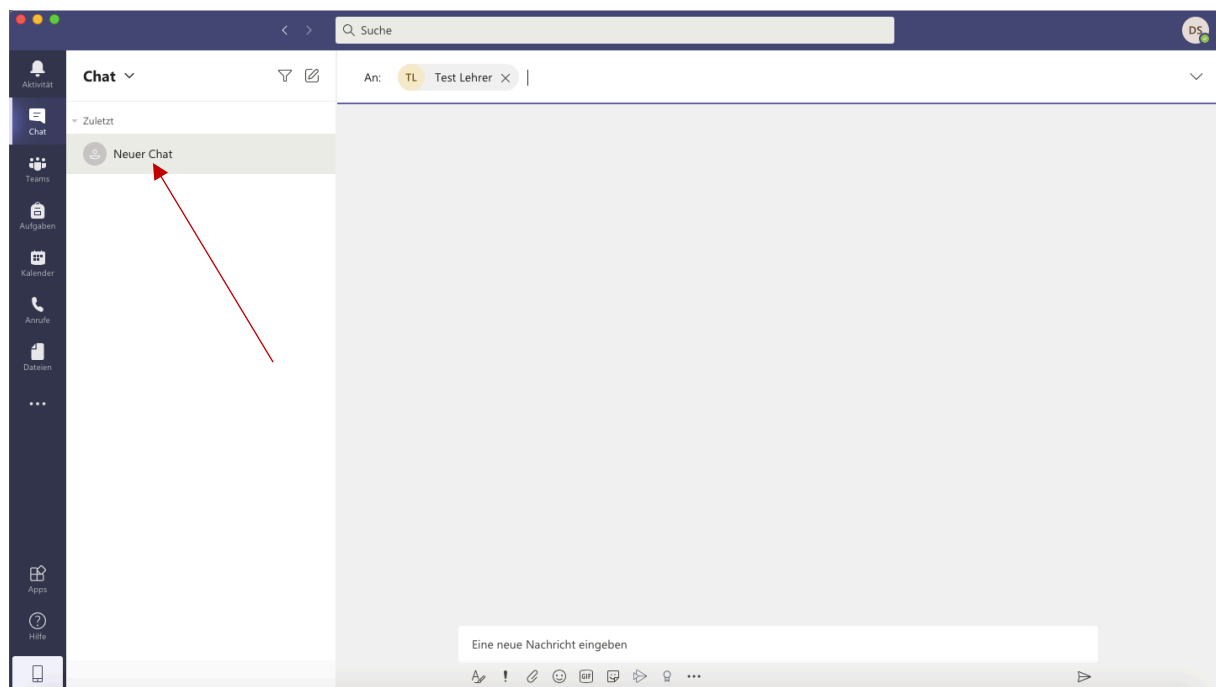 Suche
DS
Aktivität
Chat
Teams
Aufgaben
Kalender
Anrufe
Dateien
Apps
Hilfe
Chat
Zuletzt
Neuer Chat
An: TL Test Lehrer
Eine neue Nachricht eingeben
GIF